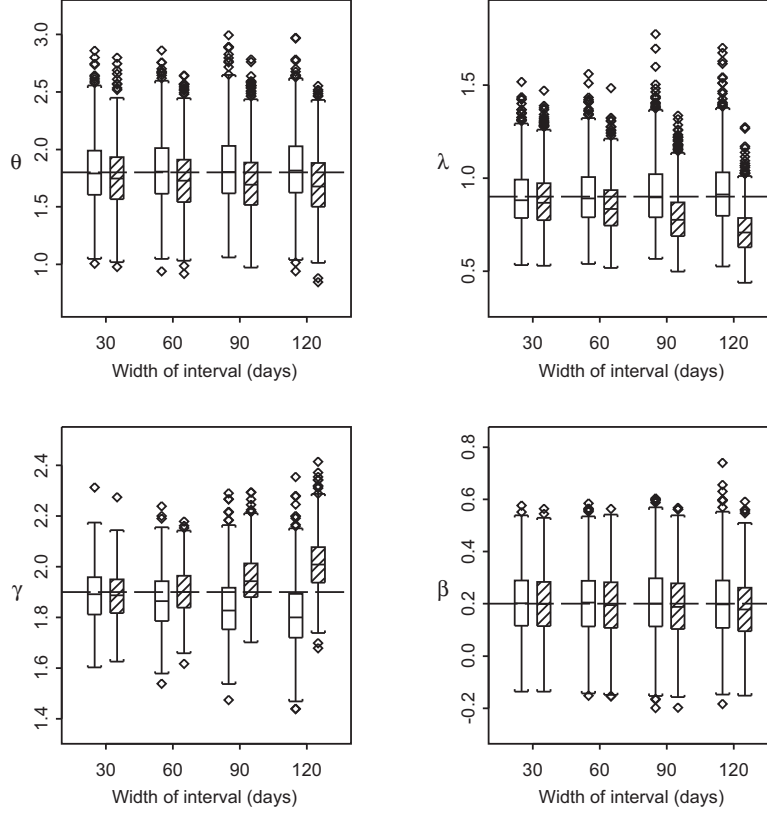 θ
3.0
2.5
2.0
1.5
1.0
30 60 90 120
Width of interval (days)
λ
1.5
1.0
0.5
30 60 90 120
Width of interval (days)
γ
2.4
2.2
2.0
1.8
1.6
1.4
30 60 90 120
Width of interval (days)
β
0.8
0.6
0.4
0.2
0.0
-0.2
30 60 90 120
Width of interval (days)